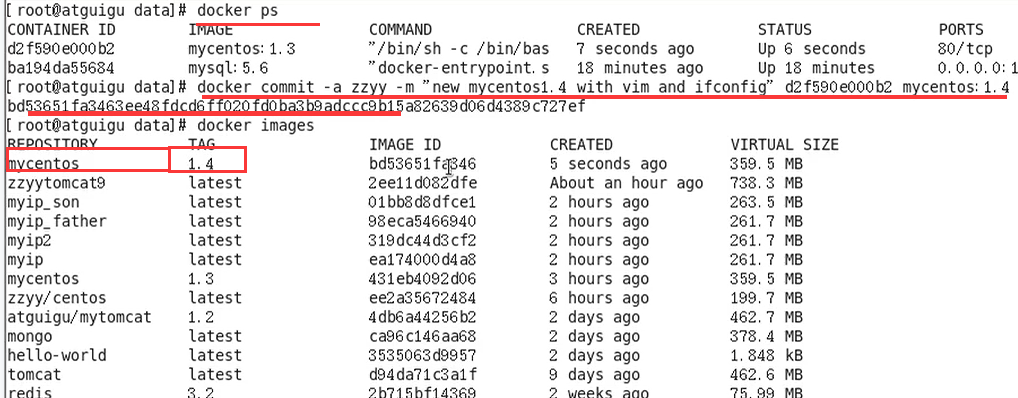 [root@atguigu data]# docker ps
CONTAINER ID IMAGE COMMAND CREATED STATUS PORTS
d2f590e000b2 mycentos:1.3 "/bin/sh -c /bin/bas 7 seconds ago Up 6 seconds 80/tcp
ba194da55684 mysql:5.6 "docker-entrypoint.s 18 minutes ago Up 18 minutes 0.0.0.0:1
[root@atguigu data]# docker commit -a zzyy -m "new mycentos1.4 with vim and ifconfig" d2f590e000b2 mycentos:1.4
bd53651fa3463ee48fdcd6ff020fd0ba3b9adccc9b15a82639d06d4389c727ef
[root@atguigu data]# docker images
REPOSITORY TAG IMAGE ID CREATED VIRTUAL SIZE
mycentos 1.4 bd53651fa346 5 seconds ago 359.5 MB
zzyytomcat9 latest 2ee11d082dfe About an hour ago 738.3 MB
myip_son latest 01bb8d8dfce1 2 hours ago 263.5 MB
myip_father latest 98eca5466940 2 hours ago 261.7 MB
myip2 latest 319dc44d3cf2 2 hours ago 261.7 MB
myip latest ea174000d4a8 2 hours ago 261.7 MB
mycentos 1.3 431eb4092d06 3 hours ago 359.5 MB
zzyy/centos latest ee2a35672484 6 hours ago 199.7 MB
atguigu/mytomcat 1.2 4db6a44256b2 2 days ago 462.7 MB
mongo latest ca96c146aa68 2 days ago 378.4 MB
hello-world latest 3535063d9957 2 days ago 1.848 kB
tomcat latest d94da71c3a1f 9 days ago 462.6 MB
redis 3.2 2b715bf14369 2 weeks ago 75.99 MB